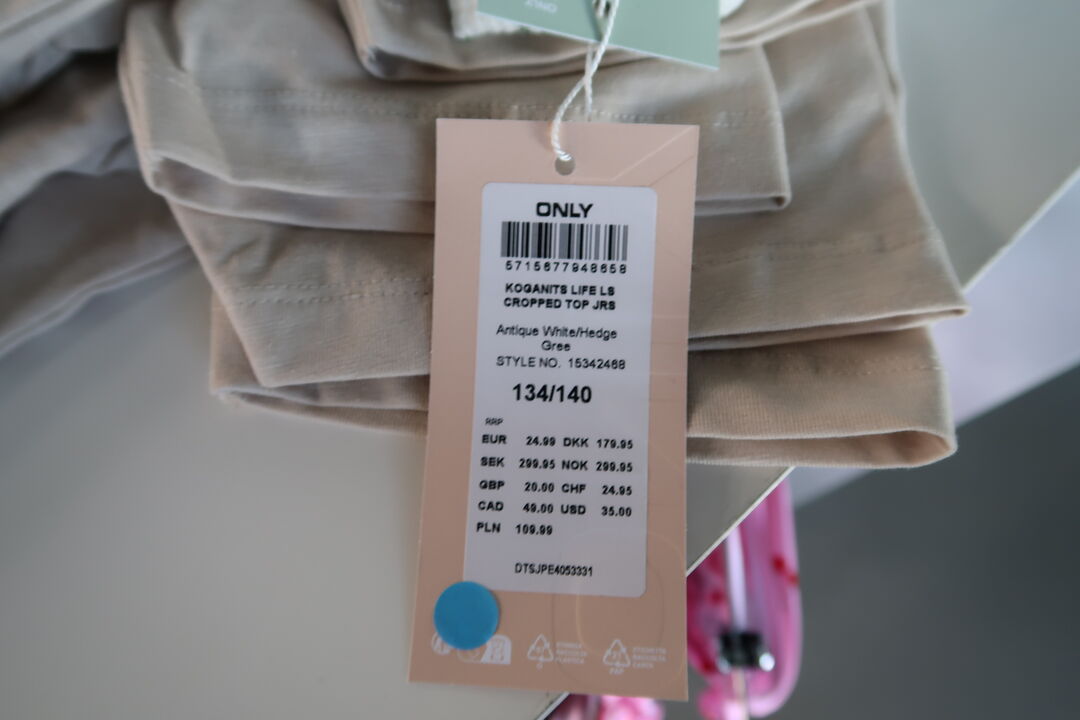 ONLY
ONLY
5715677948658
KOGANITS LIFE LS
CROPPED TOP JRS
Antique White/Hedge
Gree
STYLE NO. 15342468
134/140
RRP
EUR 24.99 DKK 179.95
SEK 299.95 NOK 299.95
GBP 20.00 CHF 24.95
CAD 49.00 USD 35.00
PLN 109.99
DTSJPE4053331